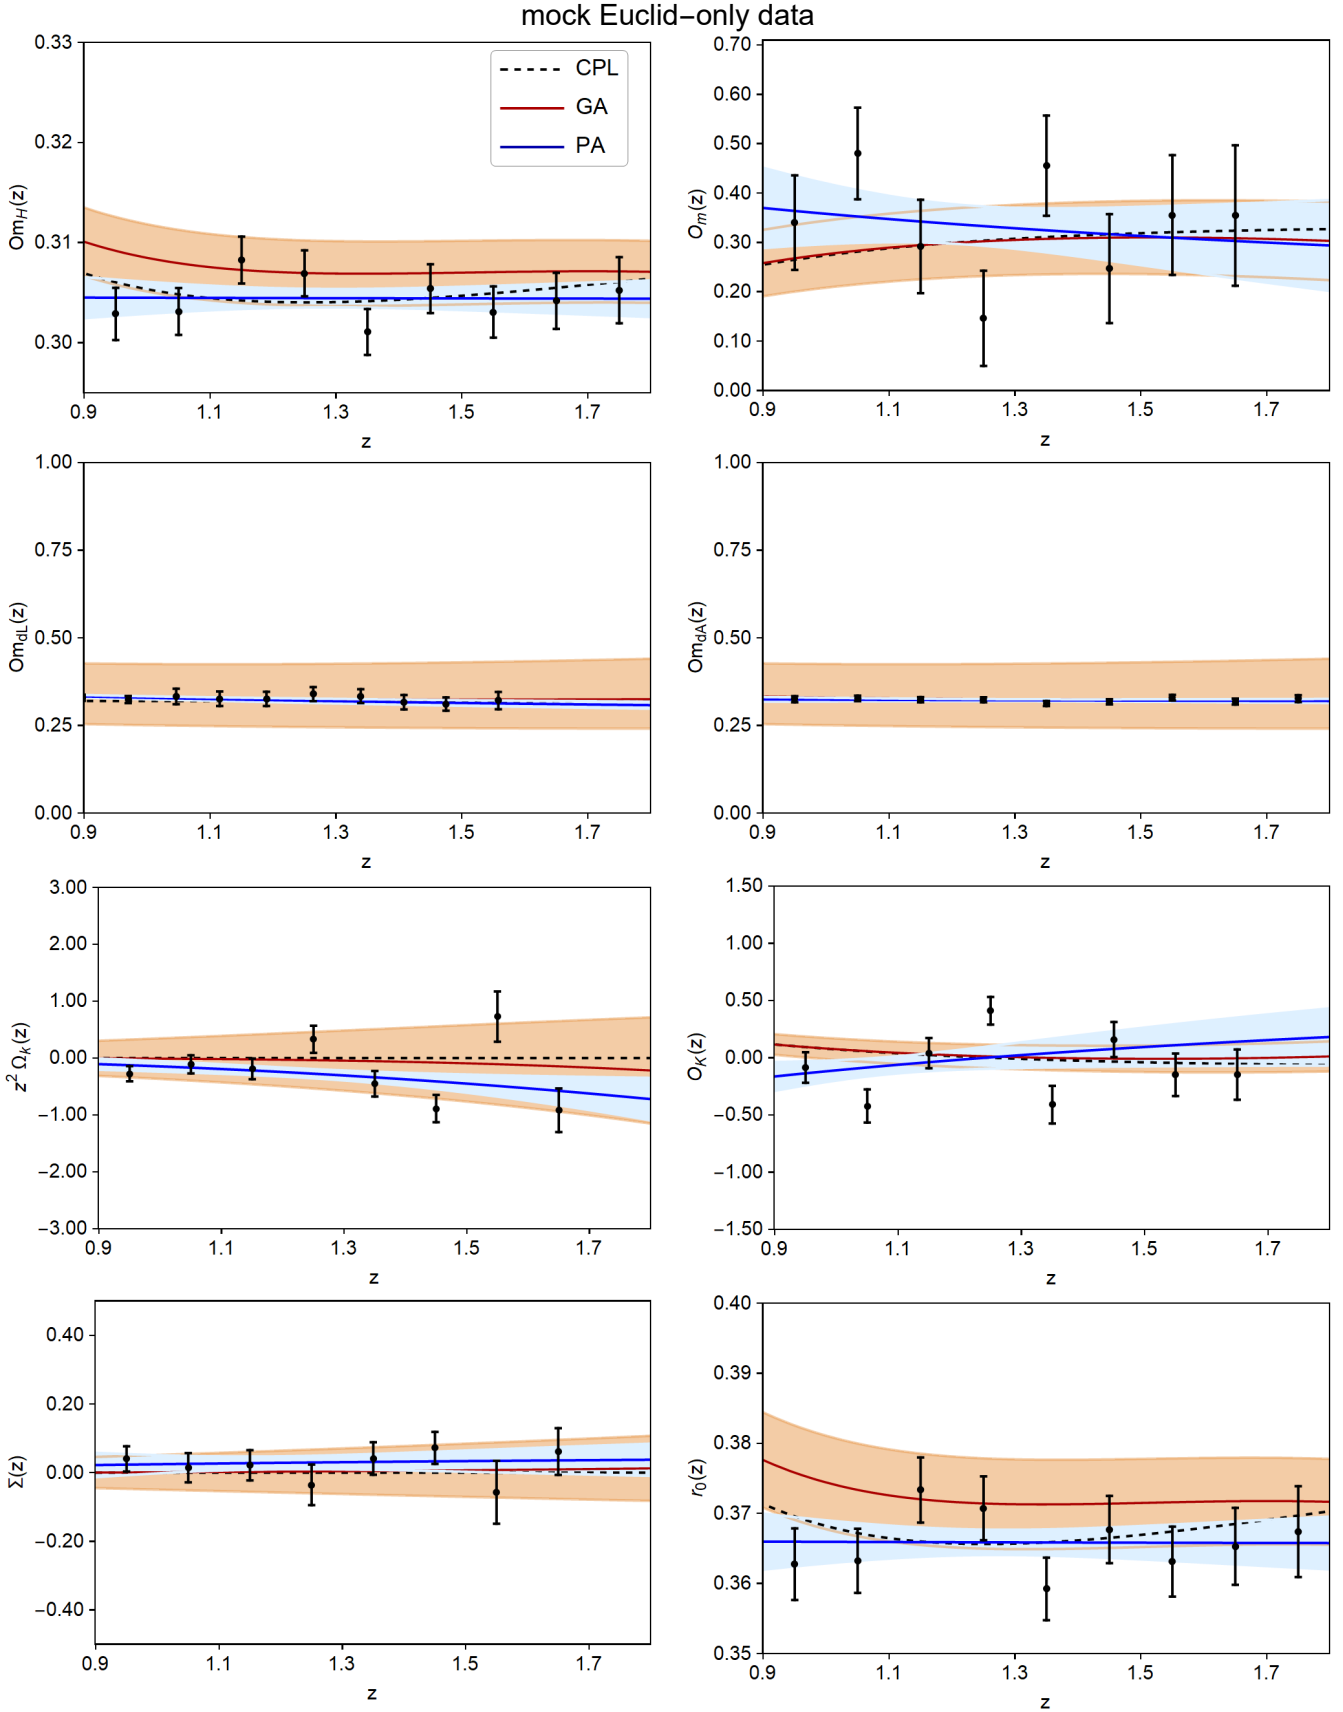 mock Euclid−only data
0.33
0.32
0.31
0.30
Om_H(z)
CPL
GA
PA
0.9 1.1 1.3 1.5 1.7
z
0.70
0.60
0.50
0.40
0.30
0.20
0.10
0.00
O_m(z)
0.9 1.1 1.3 1.5 1.7
z
1.00
0.75
0.50
0.25
0.00
Om_dL(z)
0.9 1.1 1.3 1.5 1.7
z
1.00
0.75
0.50
0.25
0.00
Om_dA(z)
0.9 1.1 1.3 1.5 1.7
z
3.00
2.00
1.00
0.00
−1.00
−2.00
−3.00
z² Ω_k(z)
0.9 1.1 1.3 1.5 1.7
z
1.50
1.00
0.50
0.00
−0.50
−1.00
−1.50
O_K(z)
0.9 1.1 1.3 1.5 1.7
z
0.40
0.20
0.00
−0.20
−0.40
Σ(z)
0.9 1.1 1.3 1.5 1.7
z
0.40
0.39
0.38
0.37
0.36
0.35
r_0(z)
0.9 1.1 1.3 1.5 1.7
z